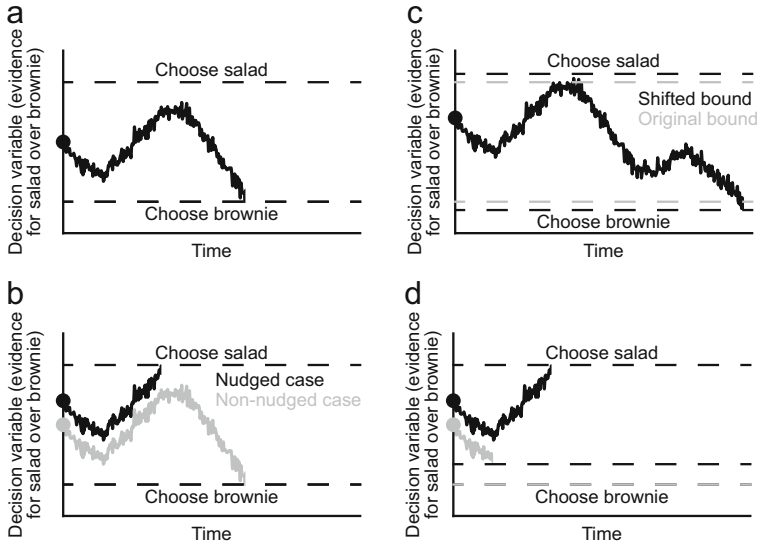 a
Decision variable (evidence
for salad over brownie)
Choose salad
Choose brownie
Time
b
Decision variable (evidence
for salad over brownie)
Choose salad
Nudged case
Non-nudged case
Choose brownie
Time
c
Decision variable (evidence
for salad over brownie)
Choose salad
Shifted bound
Original bound
Choose brownie
Time
d
Decision variable (evidence
for salad over brownie)
Choose salad
Choose brownie
Time